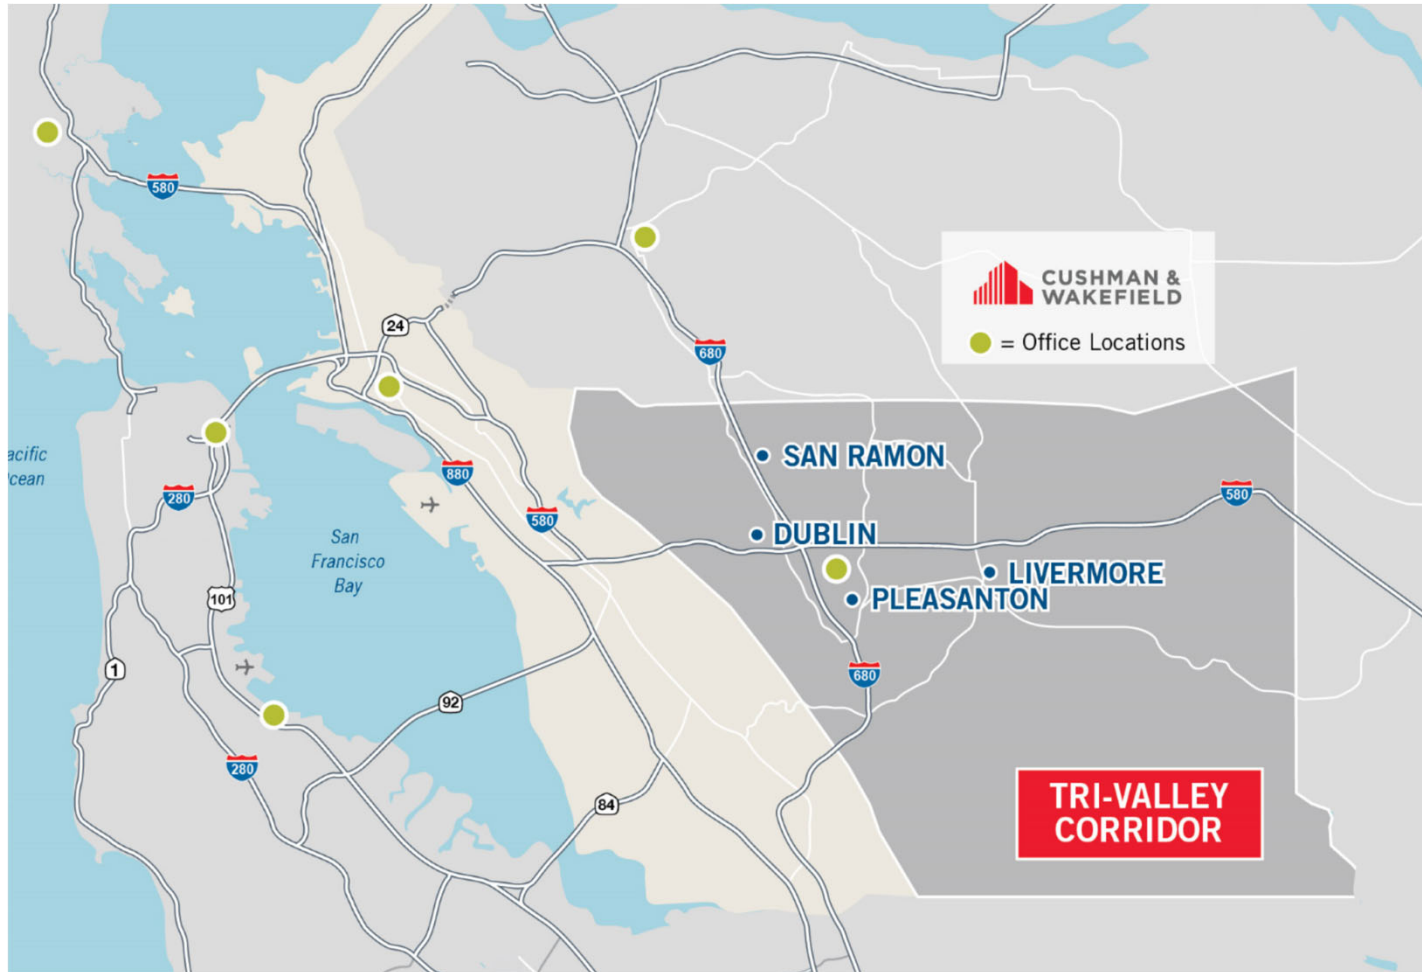 580
CUSHMAN &
WAKEFIELD
= Office Locations
24
680
SAN RAMON
acific
cean
280
880
580
580
DUBLIN
San
Francisco
Bay
LIVERMORE
PLEASANTON
101
1
680
92
280
84
TRI-VALLEY
CORRIDOR